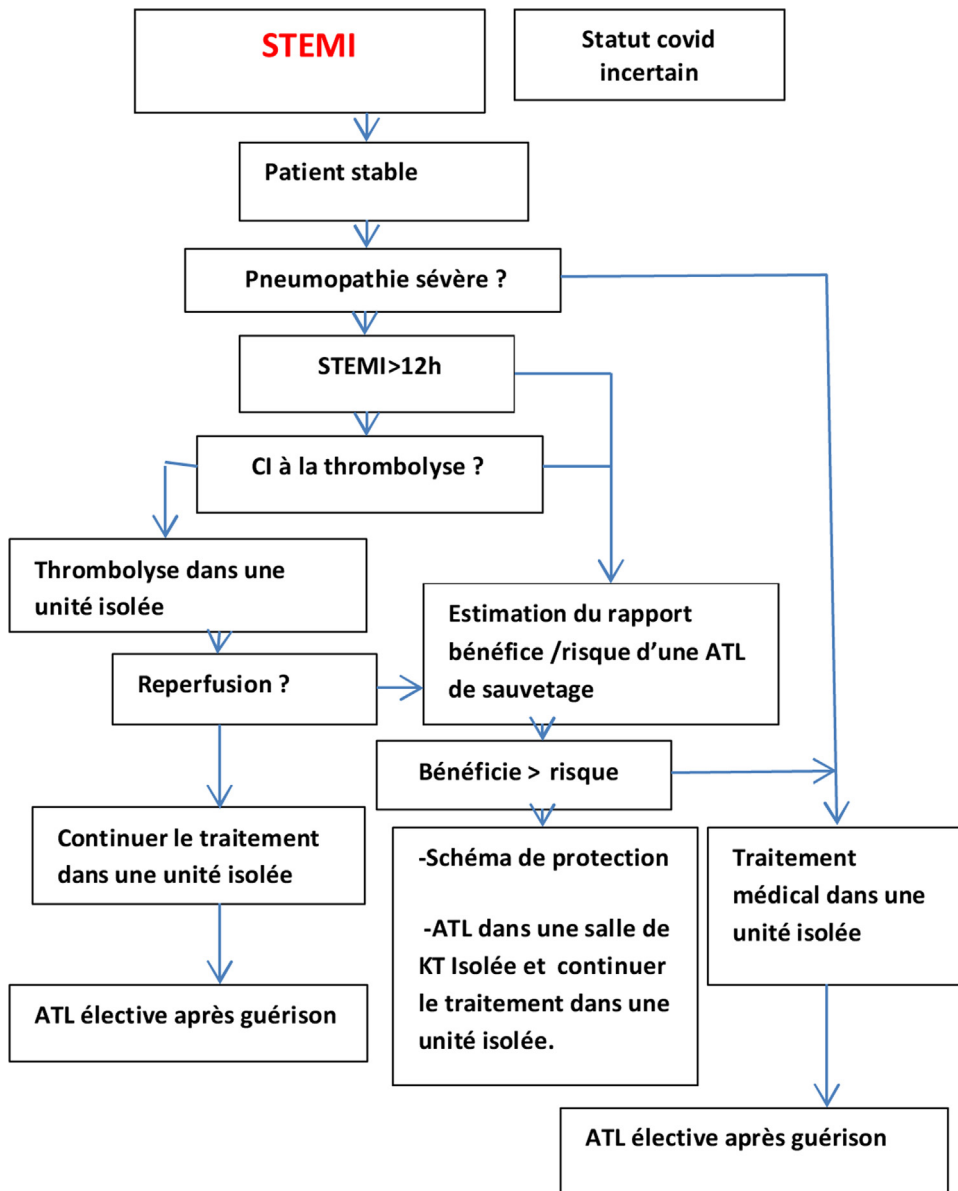 STEMI
Statut covid
incertain
Patient stable
Pneumopathie sévère ?
STEMI>12h
CI à la thrombolyse ?
Thrombolyse dans une
unité isolée
Estimation du rapport
bénéfice /risque d’une ATL
de sauvetage
Reperfusion ?
Bénéficie > risque
Continuer le traitement
dans une unité isolée
-Schéma de protection
-ATL dans une salle de
KT Isolée et continuer
le traitement dans une
unité isolée.
Traitement
médical dans une
unité isolée
ATL élective après guérison
ATL élective après guérison